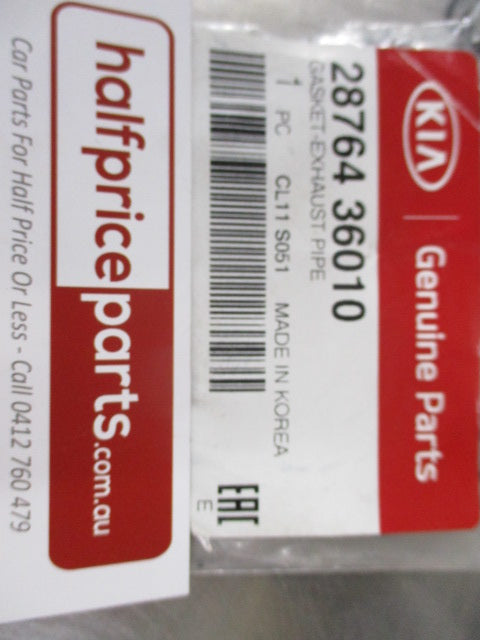 KIA | Genuine Parts
28764 36010
GASKET-EXHAUST PIPE
1 PC CL11 S051 MADE IN KOREA
EAC
E
halfpriceparts.com.au
Car Parts For Half Price Or Less - Call 0412 760 479